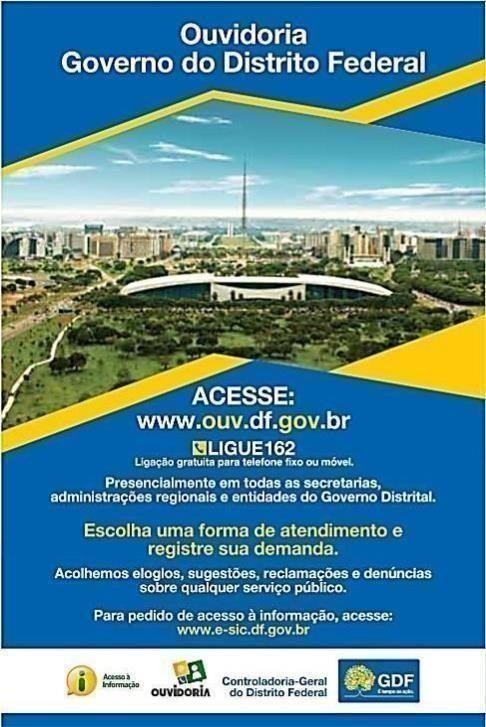 Ouvidoria
Governo do Distrito Federal
ACESSE:
www.ouv.df.gov.br
LIGUE162
Ligação gratuita para telefone fixo ou móvel.
Presencialmente em todas as secretarias,
administrações regionais e entidades do Governo Distrital.
Escolha uma forma de atendimento e
registre sua demanda.
Acolhemos elogios, sugestões, reclamações e denúncias
sobre qualquer serviço público.
Para pedido de acesso à informação, acesse:
www.e-sic.df.gov.br
i
Acesso à
Informação
OUVIDORIA
Controladoria-Geral
do Distrito Federal
GDF
É tempo de ação.